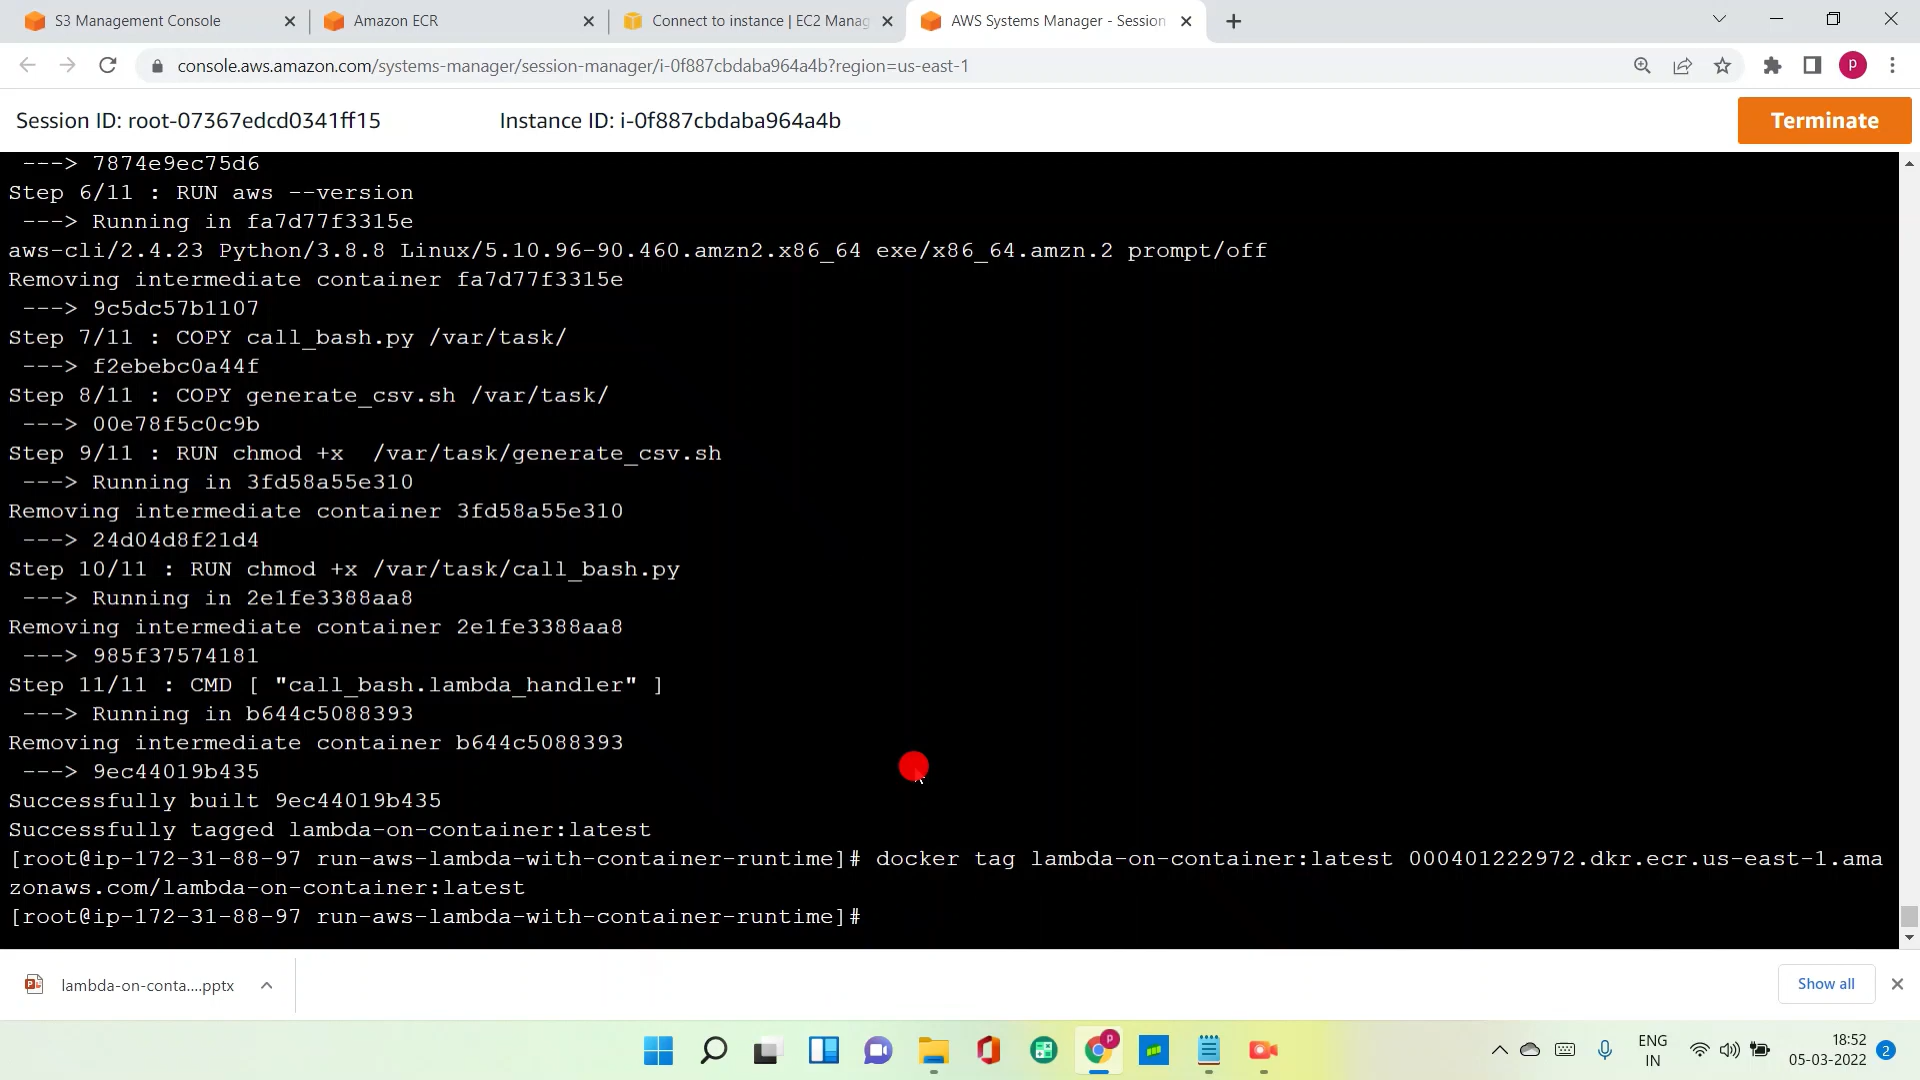 S3 Management Console
Amazon ECR
Connect to instance | EC2 Manag
AWS Systems Manager - Session
console.aws.amazon.com/systems-manager/session-manager/i-0f887cbdaba964a4b?region=us-east-1
P
Session ID: root-07367edcd0341ff15
Instance ID: i-0f887cbdaba964a4b
Terminate
---> 7874e9ec75d6
Step 6/11 : RUN aws --version
---> Running in fa7d77f3315e
aws-cli/2.4.23 Python/3.8.8 Linux/5.10.96-90.460.amzn2.x86_64 exe/x86_64.amzn.2 prompt/off
Removing intermediate container fa7d77f3315e
---> 9c5dc57b1107
Step 7/11 : COPY call_bash.py /var/task/
---> f2ebebc0a44f
Step 8/11 : COPY generate_csv.sh /var/task/
---> 00e78f5c0c9b
Step 9/11 : RUN chmod +x  /var/task/generate_csv.sh
---> Running in 3fd58a55e310
Removing intermediate container 3fd58a55e310
---> 24d04d8f21d4
Step 10/11 : RUN chmod +x /var/task/call_bash.py
---> Running in 2e1fe3388aa8
Removing intermediate container 2e1fe3388aa8
---> 985f37574181
Step 11/11 : CMD [ "call_bash.lambda_handler" ]
---> Running in b644c5088393
Removing intermediate container b644c5088393
---> 9ec44019b435
Successfully built 9ec44019b435
Successfully tagged lambda-on-container:latest
[root@ip-172-31-88-97 run-aws-lambda-with-container-runtime]# docker tag lambda-on-container:latest 000401222972.dkr.ecr.us-east-1.ama
zonaws.com/lambda-on-container:latest
[root@ip-172-31-88-97 run-aws-lambda-with-container-runtime]#
lambda-on-conta....pptx
Show all
P
ENG
IN
18:52
05-03-2022
2